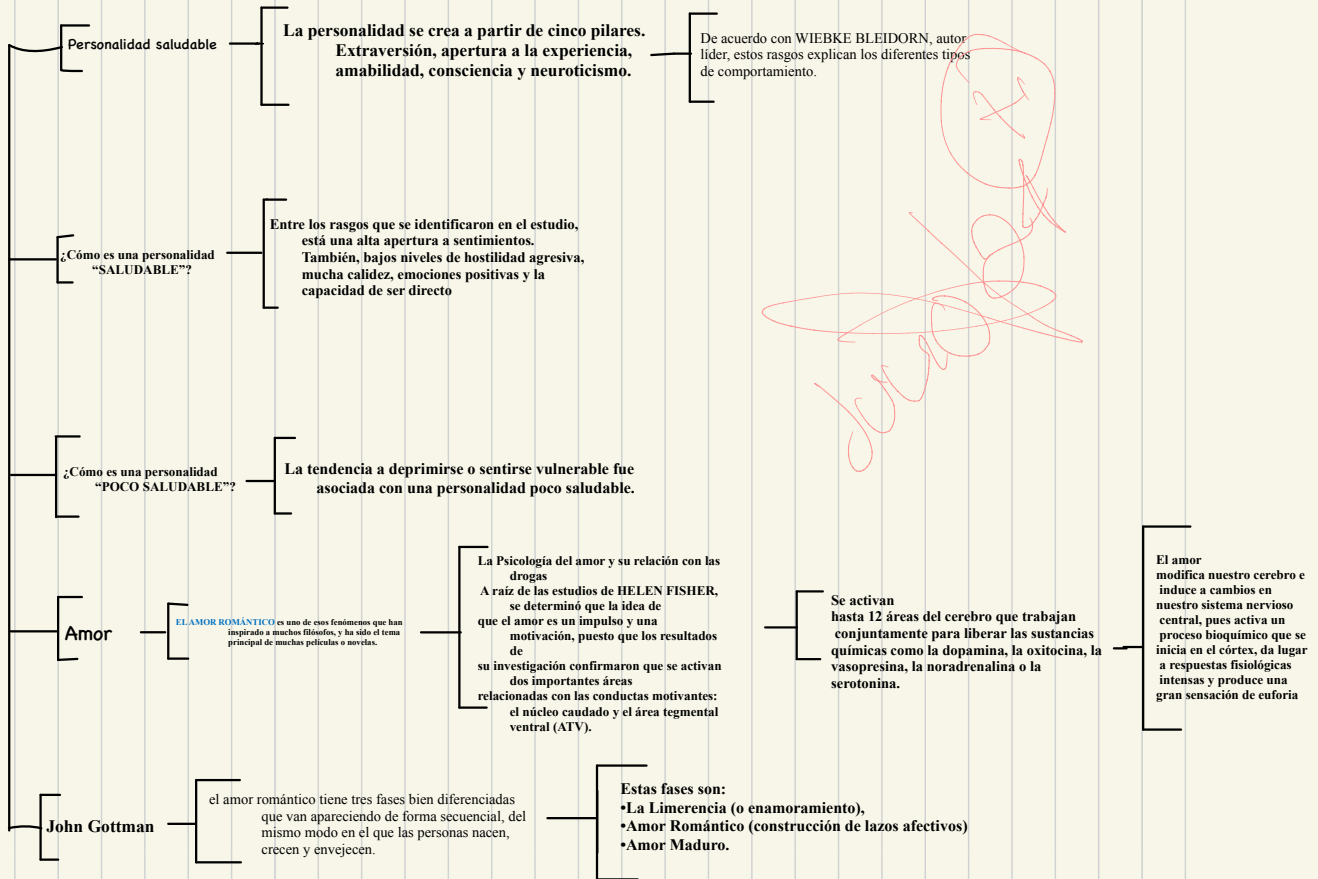 Personalidad saludable
La personalidad se crea a partir de cinco pilares.
Extraversión, apertura a la experiencia,
amabilidad, consciencia y neuroticismo.
De acuerdo con WIEBKE BLEIDORN, autor
líder, estos rasgos explican los diferentes tipos
de comportamiento.
¿Cómo es una personalidad
“SALUDABLE”?
Entre los rasgos que se identificaron en el estudio,
está una alta apertura a sentimientos.
También, bajos niveles de hostilidad agresiva,
mucha calidez, emociones positivas y la
capacidad de ser directo
¿Cómo es una personalidad
“POCO SALUDABLE”?
La tendencia a deprimirse o sentirse vulnerable fue
asociada con una personalidad poco saludable.
Amor
EL AMOR ROMÁNTICO es uno de esos fenómenos que han
inspirado a muchos filósofos, y ha sido el tema
principal de muchas películas o novelas.
La Psicología del amor y su relación con las
drogas
A raíz de las estudios de HELEN FISHER,
se determinó que la idea de
que el amor es un impulso y una
motivación, puesto que los resultados
de
su investigación confirmaron que se activan
dos importantes áreas
relacionadas con las conductas motivantes:
el núcleo caudado y el área tegmental
ventral (ATV).
Se activan
hasta 12 áreas del cerebro que trabajan
conjuntamente para liberar las sustancias
químicas como la dopamina, la oxitocina, la
vasopresina, la noradrenalina o la
serotonina.
El amor
modifica nuestro cerebro e
induce a cambios en
nuestro sistema nervioso
central, pues activa un
proceso bioquímico que se
inicia en el córtex, da lugar
a respuestas fisiológicas
intensas y produce una
gran sensación de euforia
John Gottman
el amor romántico tiene tres fases bien diferenciadas
que van apareciendo de forma secuencial, del
mismo modo en el que las personas nacen,
crecen y envejecen.
Estas fases son:
•La Limerencia (o enamoramiento),
•Amor Romántico (construcción de lazos afectivos)
•Amor Maduro.